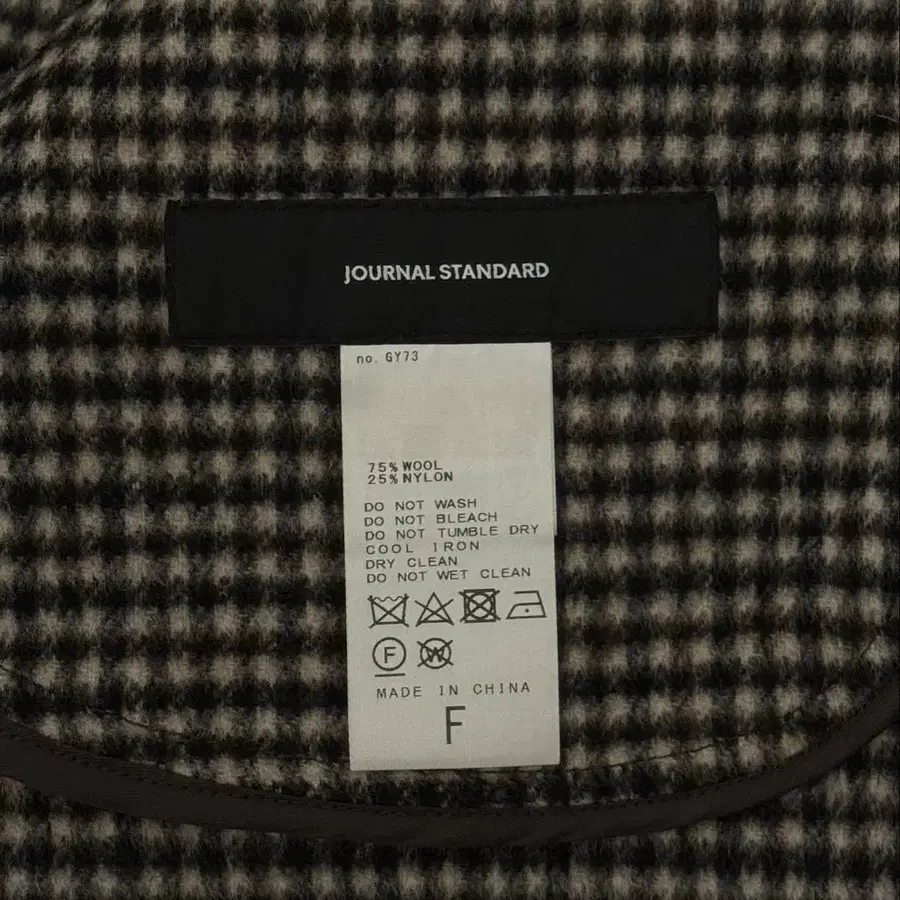 JOURNAL STANDARD
no. GY73
75% WOOL
25% NYLON
DO NOT WASH
DO NOT BLEACH
DO NOT TUMBLE DRY
COOL IRON
DRY CLEAN
DO NOT WET CLEAN
F W
MADE IN CHINA
F